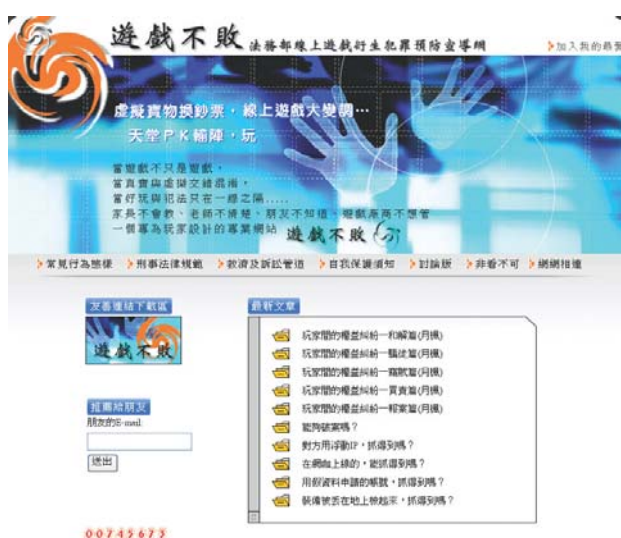 遊戲不敗 法務部線上遊戲衍生犯罪預防宣導網
加入我的最
虛擬寶物換鈔票‧線上遊戲大變調…
天堂PK輸陣‧玩
當遊戲不只是遊戲，
當真實與虛擬交錯混淆，
當好玩與犯法只在一線之隔.....
家長不會教、老師不清楚、朋友不知道、遊戲廠商不想管
一個專為玩家設計的專業網站 遊戲不敗
常見行為態樣 刑事法律規範 救濟及訴訟管道 自我保護須知 討論版 非看不可 網網相連
友善連結下載區
遊戲不敗
推薦給朋友
朋友的E-mail:
送出
00745673
最新文章
玩家間的權益糾紛－和解篇(月摸)
玩家間的權益糾紛－騙徒篇(月摸)
玩家間的權益糾紛－竊賊篇(月摸)
玩家間的權益糾紛－買賣篇(月摸)
玩家間的權益糾紛－報案篇(月摸)
能夠破案嗎？
對方用浮動IP，抓得到嗎？
在網咖上線的，能抓得到嗎？
用假資料申請的帳號，抓得到嗎？
裝備被丟在地上撿起來，抓得到嗎？